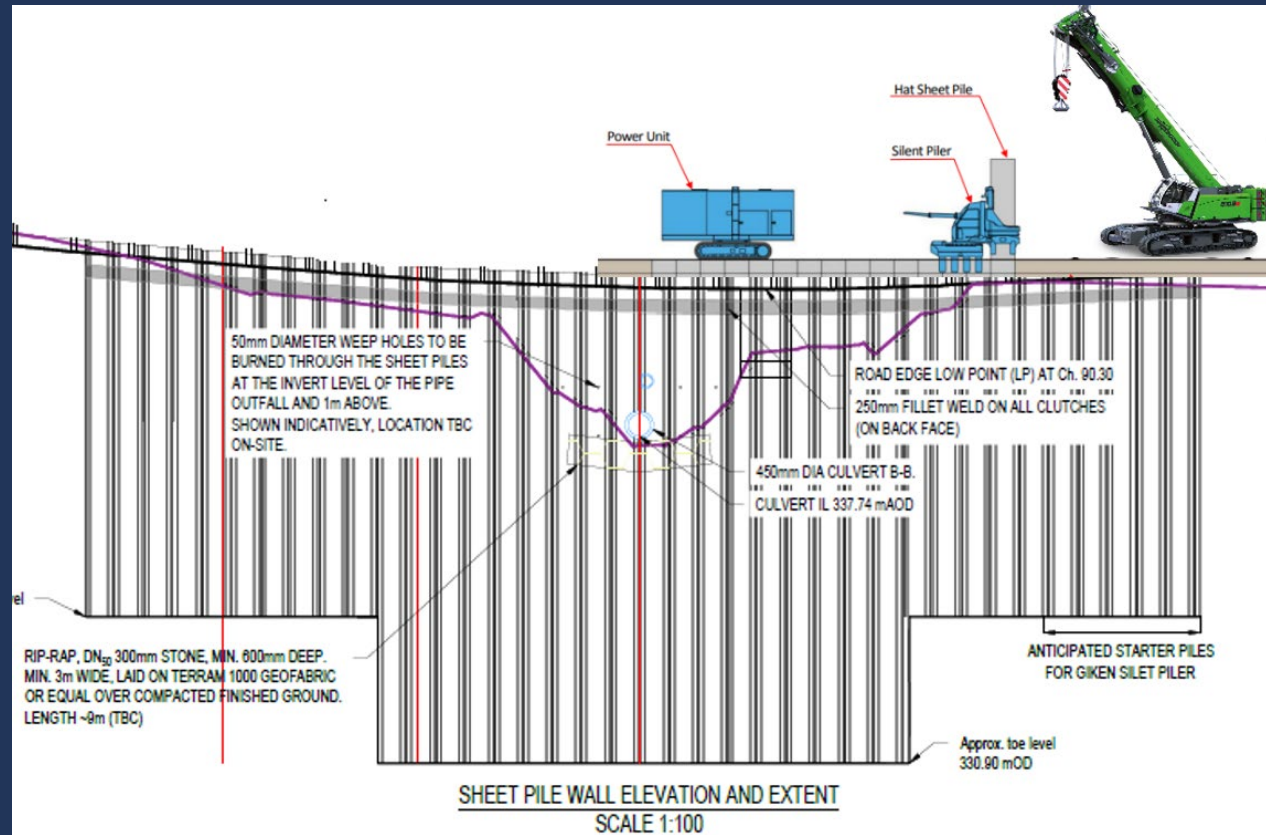 Hat Sheet Pile
Power Unit
Silent Piler
50mm DIAMETER WEEP HOLES TO BE
BURNED THROUGH THE SHEET PILES
AT THE INVERT LEVEL OF THE PIPE
OUTFALL AND 1m ABOVE.
SHOWN INDICATIVELY, LOCATION TBC
ON-SITE.
ROAD EDGE LOW POINT (LP) AT Ch. 90.30
250mm FILLET WELD ON ALL CLUTCHES
(ON BACK FACE)
450mm DIA CULVERT B-B.
CULVERT IL 337.74 mAOD
RIP-RAP, DN50 300mm STONE, MIN. 600mm DEEP.
MIN. 3m WIDE, LAID ON TERRAM 1000 GEOFABRIC
OR EQUAL OVER COMPACTED FINISHED GROUND.
LENGTH ~9m (TBC)
ANTICIPATED STARTER PILES
FOR GIKEN SILET PILER
Approx. toe level
330.90 mOD
SHEET PILE WALL ELEVATION AND EXTENT
SCALE 1:100